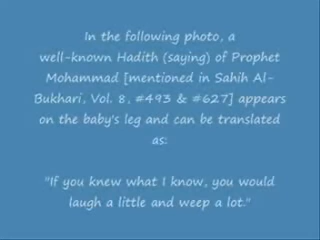 In the following photo, a
well-known Hadith (saying) of Prophet
Mohammad [mentioned in Sahih Al-
Bukhari, Vol. 8, #493 & #627] appears
on the baby's leg and can be translated
as:
"If you knew what I know, you would
laugh a little and weep a lot."